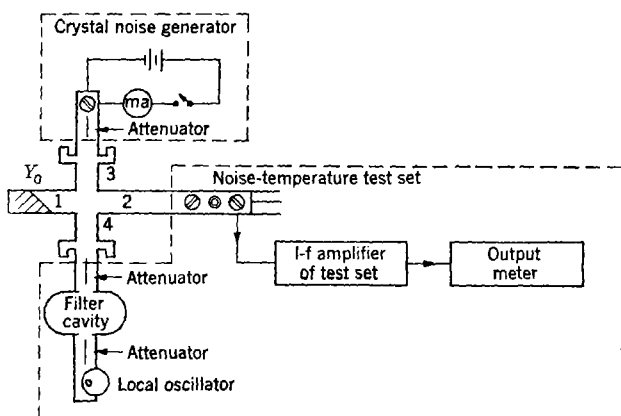 Crystal noise generator
ma
Attenuator
3
Y_G
Noise-temperature test set
1
2
4
Attenuator
I-f amplifier
of test set
Output
meter
Filter
cavity
Attenuator
Local oscillator